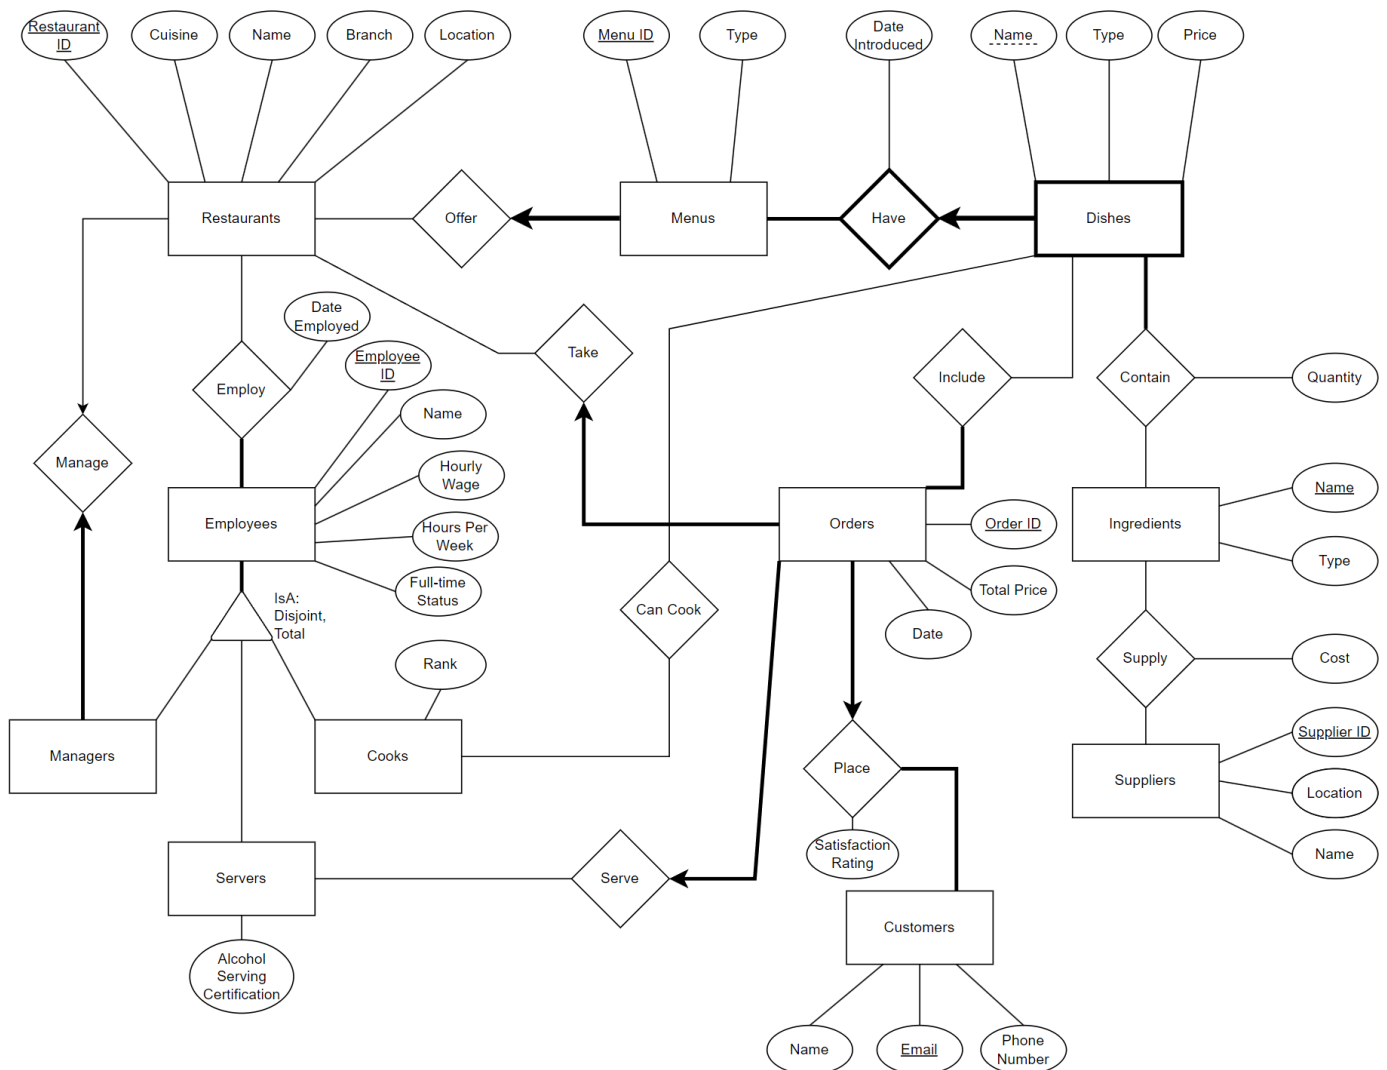 Restaurant
ID
Cuisine
Name
Branch
Location
Menu ID
Type
Date
Introduced
Name
Type
Price
Restaurants
Offer
Menus
Have
Dishes
Date
Employed
Employee
ID
Take
Include
Contain
Quantity
Employ
Name
Manage
Hourly
Wage
Name
Employees
Hours Per
Week
Orders
Order ID
Ingredients
Type
Full-time
Status
IsA:
Disjoint,
Total
Can Cook
Total Price
Date
Rank
Supply
Cost
Managers
Cooks
Place
Supplier ID
Suppliers
Location
Satisfaction
Rating
Name
Servers
Serve
Customers
Alcohol
Serving
Certification
Name
Email
Phone
Number